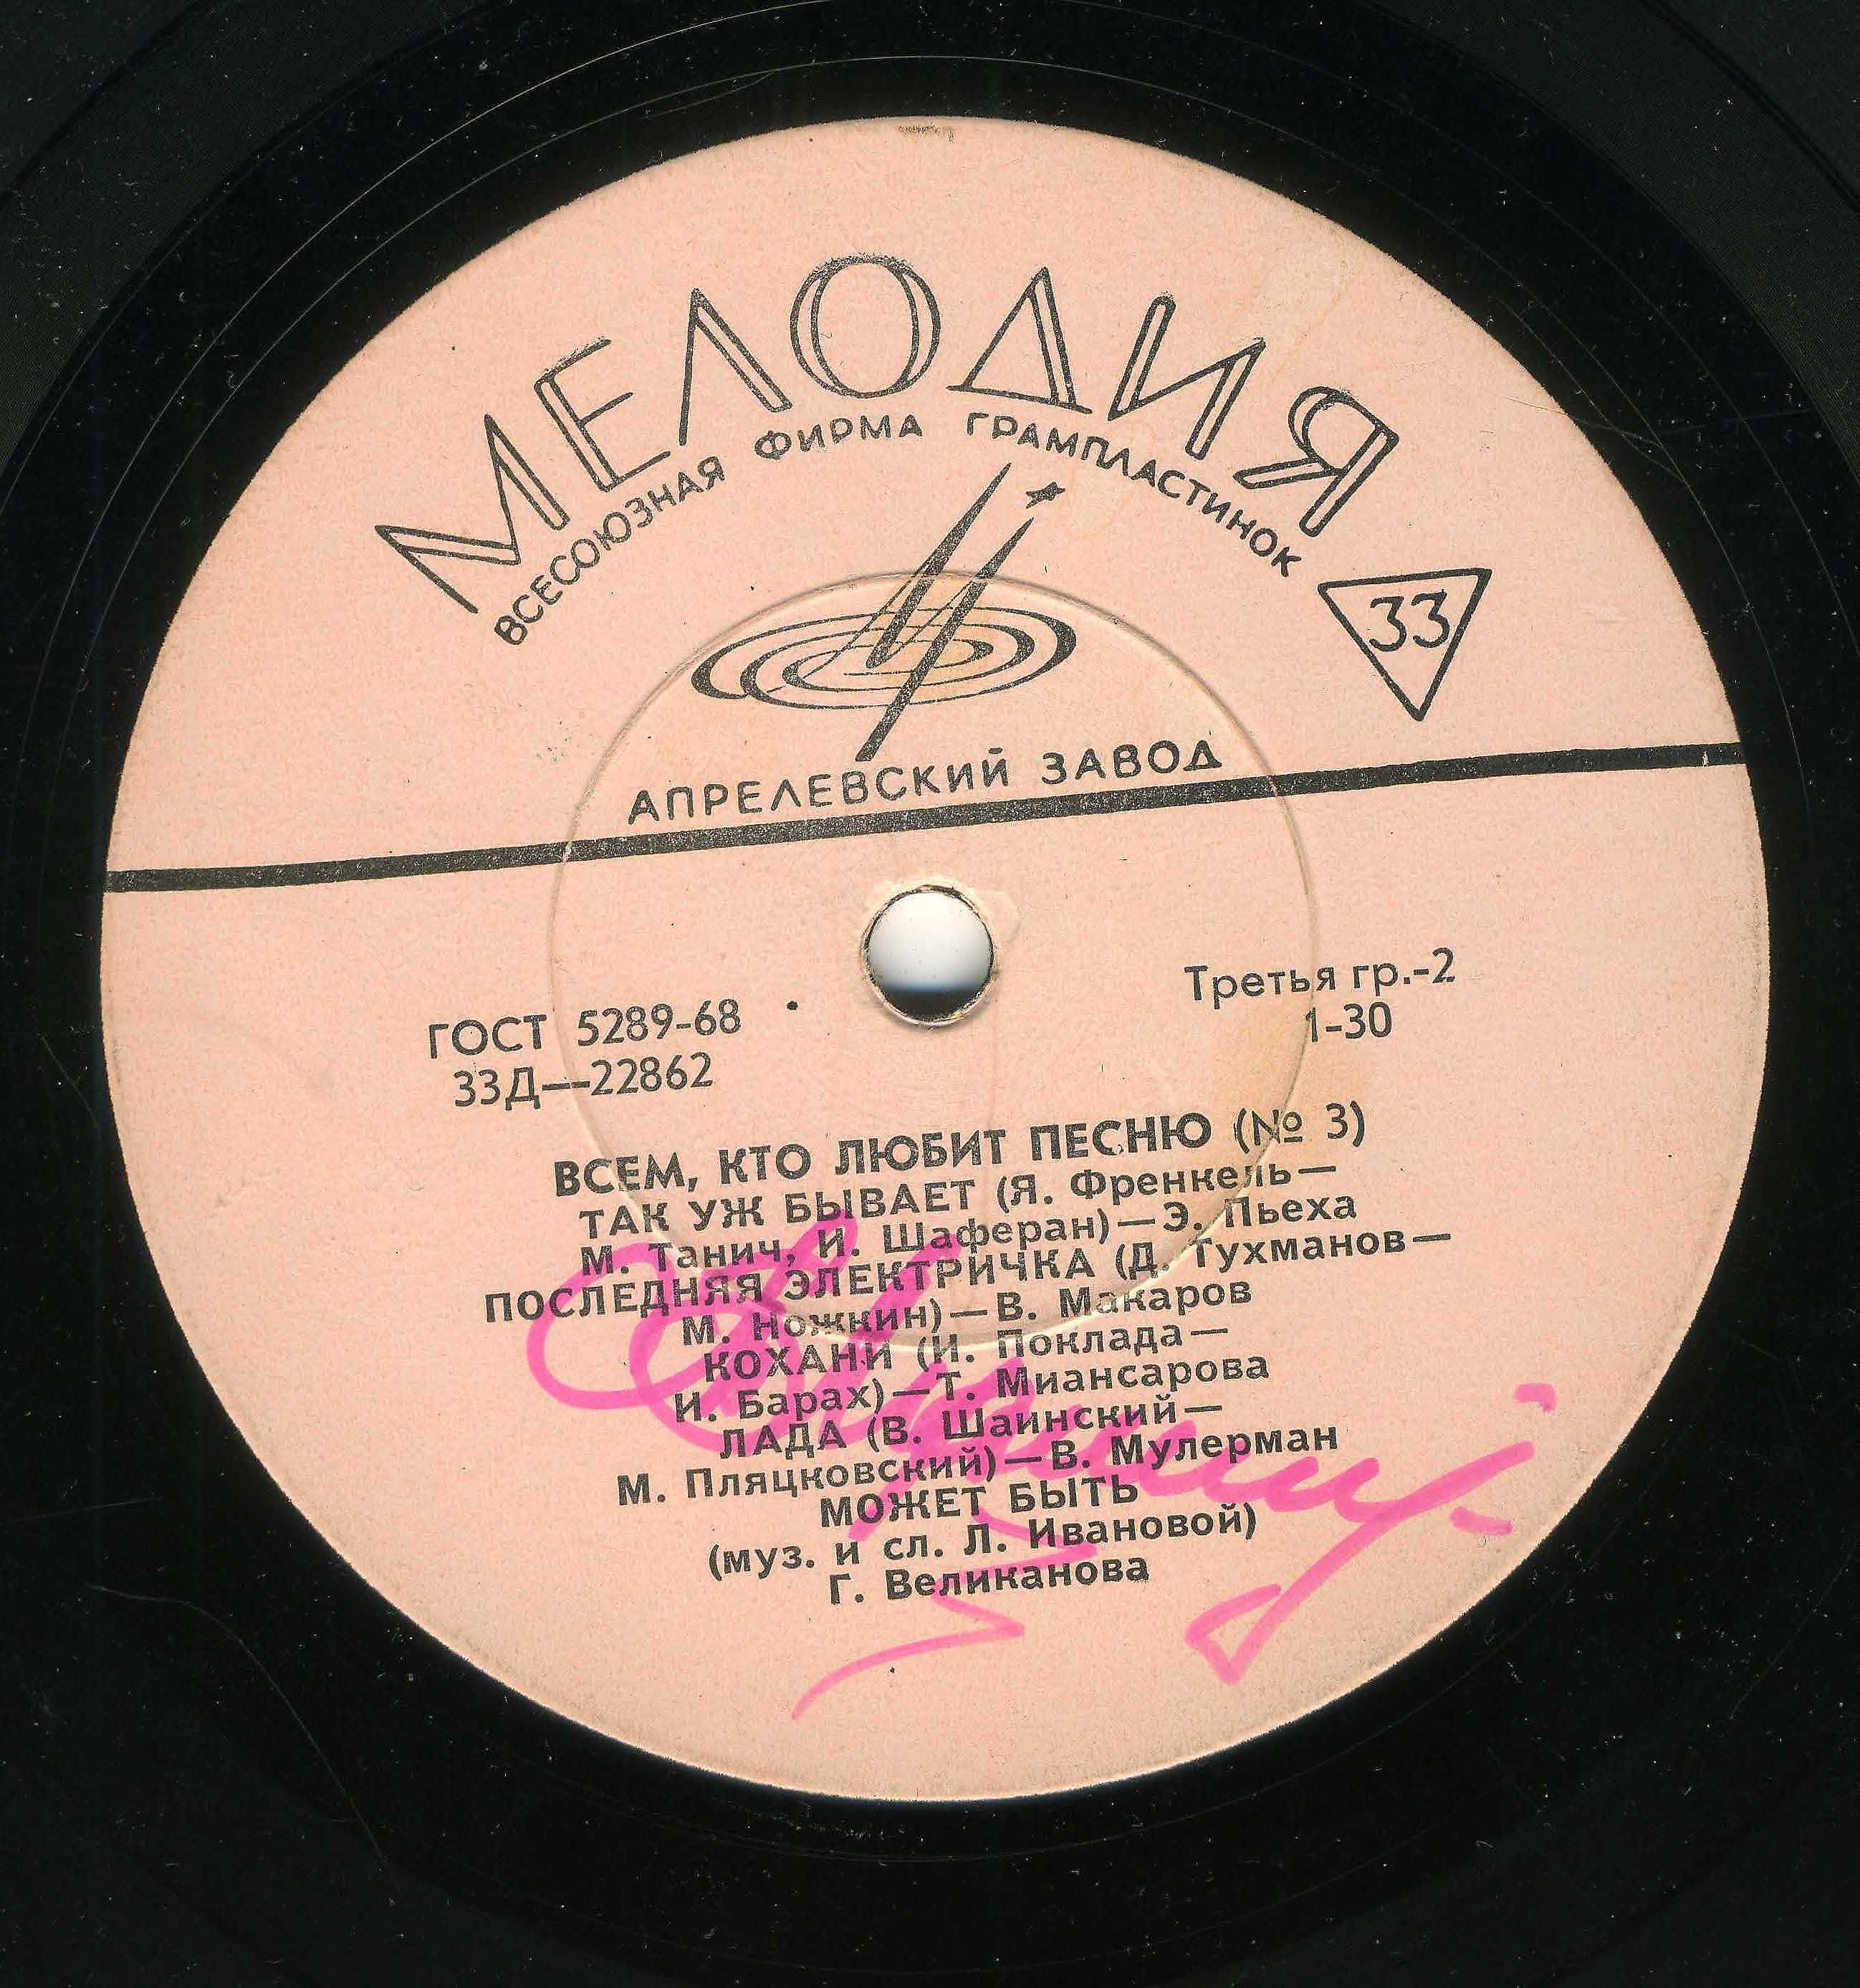 МЕЛОДИЯ
ВСЕСОЮЗНАЯ ФИРМА ГРАМПЛАСТИНОК
33
АПРЕЛЕВСКИЙ ЗАВОД
ГОСТ 5289-68
33Д—22862
Третья гр.-2
1-30
ВСЕМ, КТО ЛЮБИТ ПЕСНЮ (№ 3)
ТАК УЖ БЫВАЕТ (Я. Френкель—
М. Танич, И. Шаферан)—Э. Пьеха
ПОСЛЕДНЯЯ ЭЛЕКТРИЧКА (Д. Тухманов—
М. Ножкин)—В. Макаров
КОХАНИ (И. Поклада—
И. Барах)—Т. Миансарова
ЛАДА (В. Шаинский—
М. Пляцковский)—В. Мулерман
МОЖЕТ БЫТЬ
(муз. и сл. Л. Ивановой)
Г. Великанова